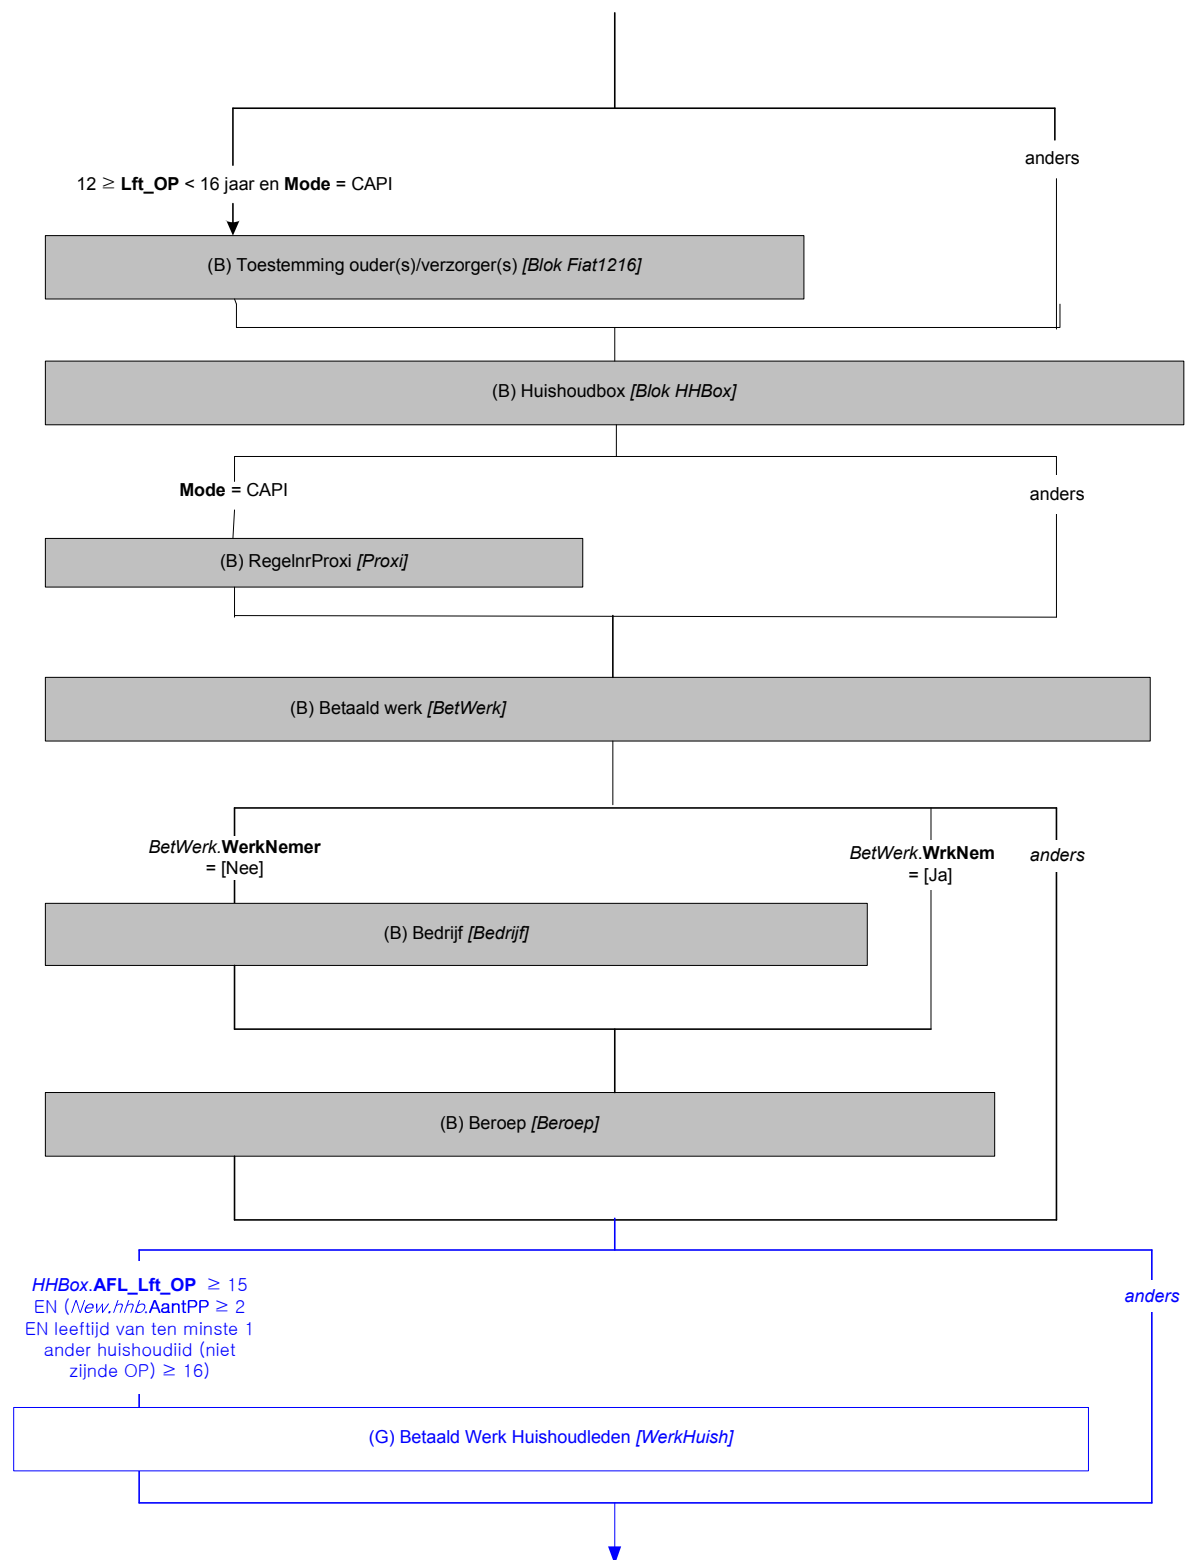 anders
12 ≥ Lft_OP < 16 jaar en Mode = CAPI
(B) Toestemming ouder(s)/verzorger(s) [Blok Fiat1216]
(B) Huishoudbox [Blok HHBox]
Mode = CAPI
anders
(B) RegelnrProxi [Proxi]
(B) Betaald werk [BetWerk]
BetWerk.WerkNemer
= [Nee]
BetWerk.WrkNem
= [Ja]
anders
(B) Bedrijf [Bedrijf]
(B) Beroep [Beroep]
HHBox.AFL_Lft_OP ≥ 15
EN (New.hhb.AantPP ≥ 2
EN leeftijd van ten minste 1
ander huishoudiid (niet
zijnde OP) ≥ 16)
anders
(G) Betaald Werk Huishoudleden [WerkHuish]